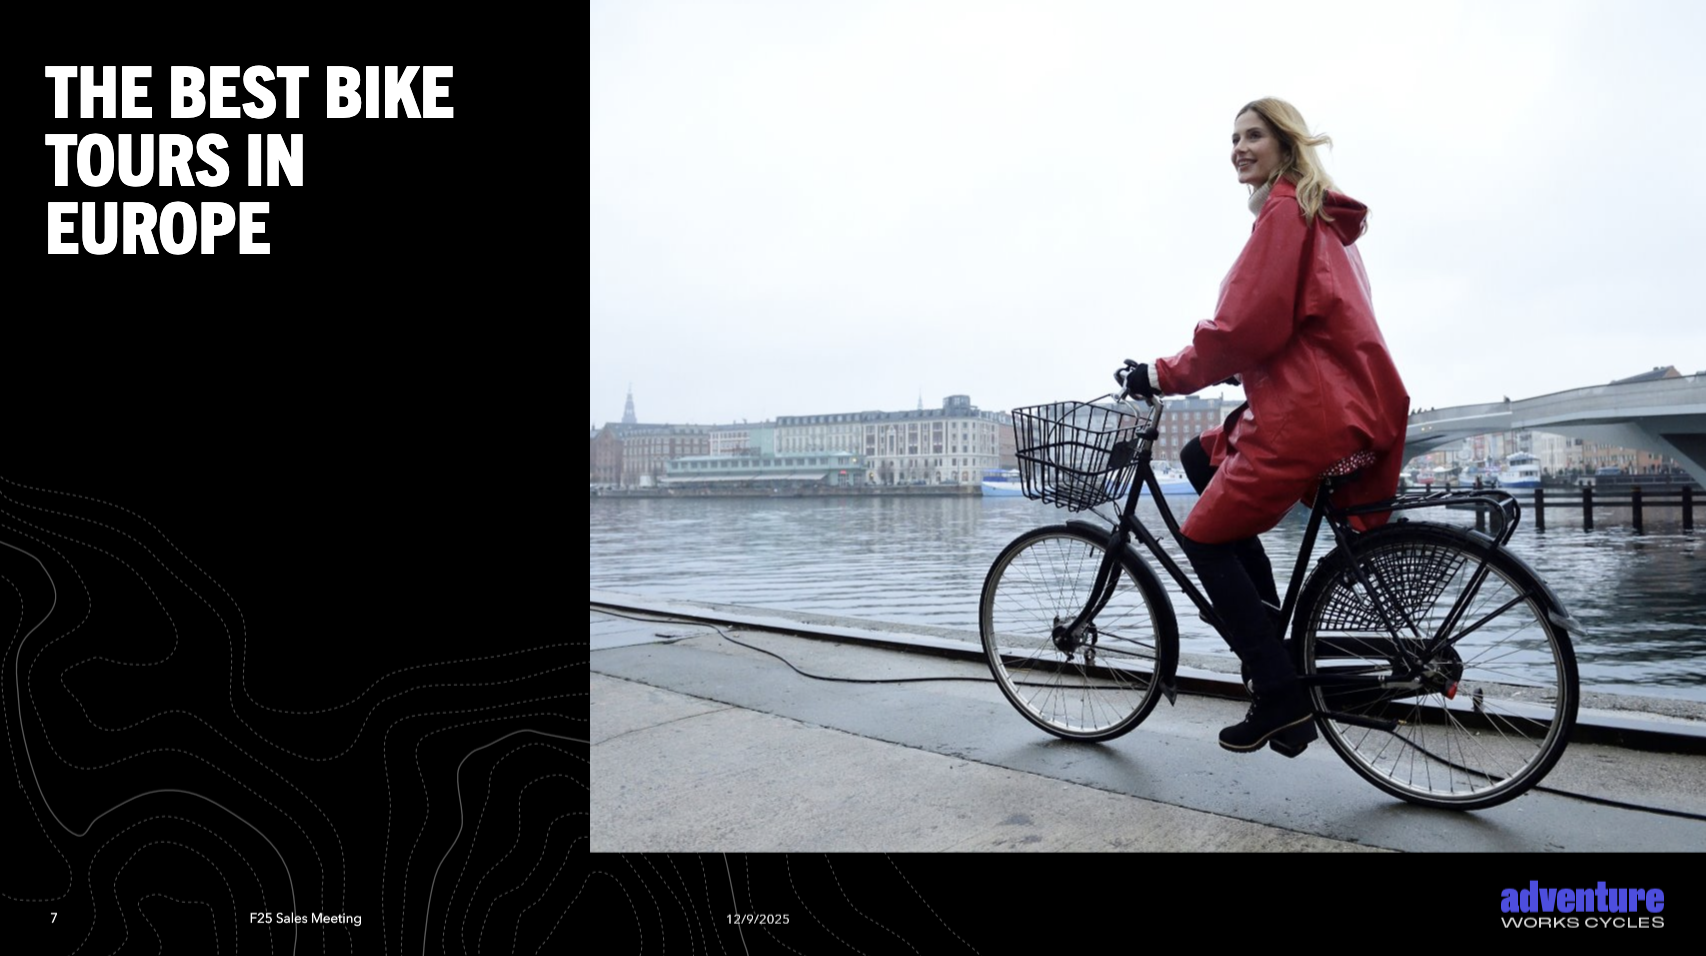 THE BEST BIKE
TOURS IN
EUROPE
7
F25 Sales Meeting
12/9/2025
adventure
WORKS CYCLES